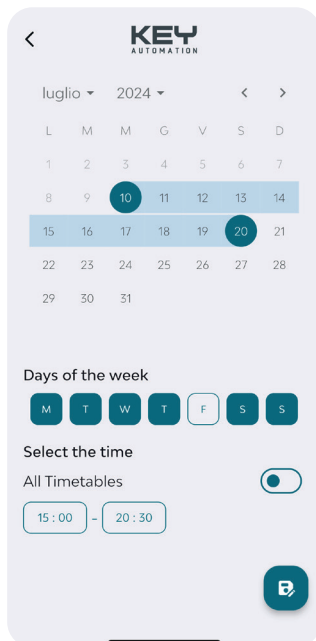 KEY
AUTOMATION
luglio 2024
L M M G V S D
1 2 3 4 5 6 7
8 9 10 11 12 13 14
15 16 17 18 19 20 21
22 23 24 25 26 27 28
29 30 31
Days of the week
M T W T F S S
Select the time
All Timetables
15 : 00 – 20 : 30